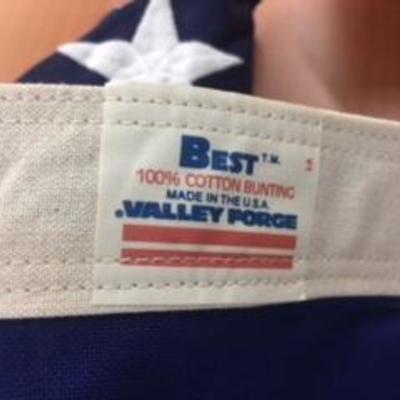 BEST T.M.
100% COTTON BUNTING
MADE IN THE U.S.A.
VALLEY FORGE